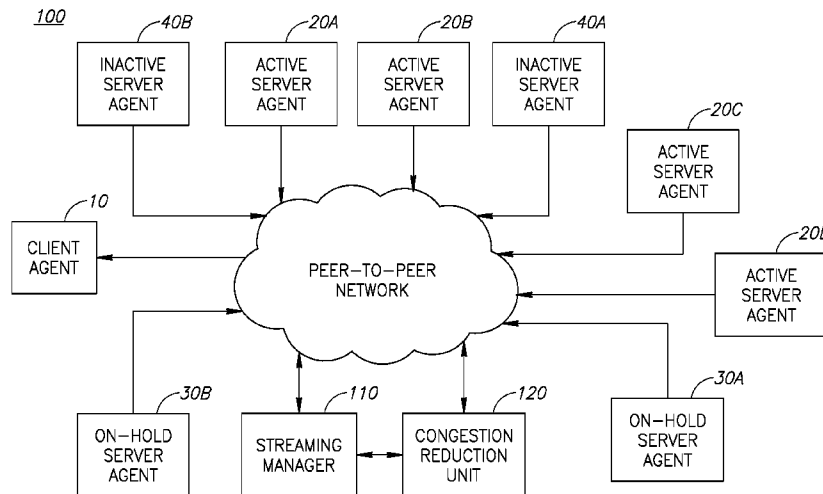 100
40B
20A
20B
40A
INACTIVE
SERVER
AGENT
ACTIVE
SERVER
AGENT
ACTIVE
SERVER
AGENT
INACTIVE
SERVER
AGENT
20C
ACTIVE
SERVER
AGENT
10
CLIENT
AGENT
PEER-TO-PEER
NETWORK
ACTIVE
SERVER
AGENT
30B
ON-HOLD
SERVER
AGENT
110
STREAMING
MANAGER
120
CONGESTION
REDUCTION
UNIT
30A
ON-HOLD
SERVER
AGENT